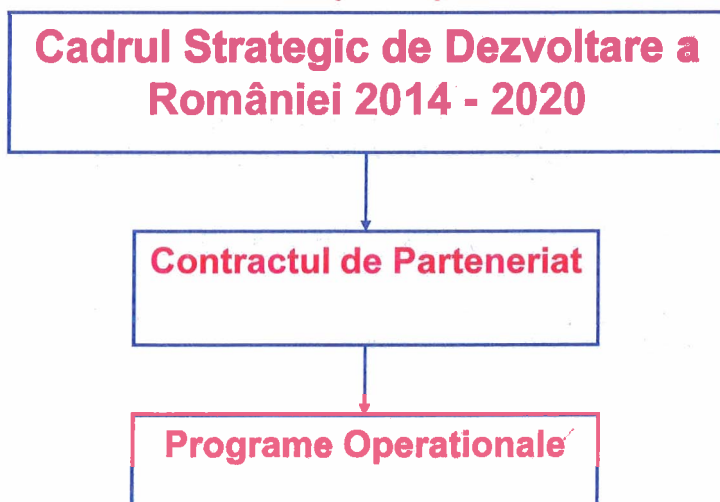 Cadrul Strategic de Dezvoltare a
României 2014 - 2020
Contractul de Parteneriat
Programe Operationale